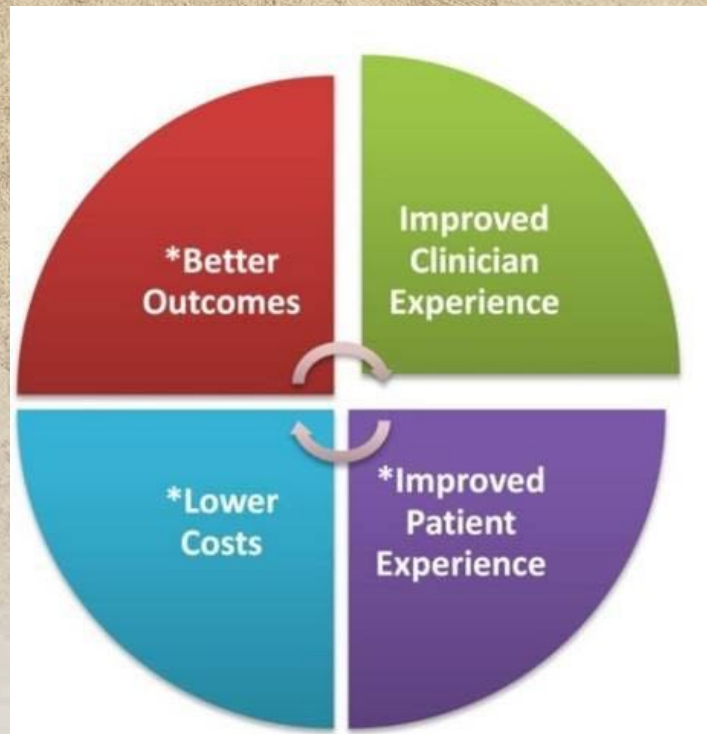 *Better
Outcomes
Improved
Clinician
Experience
*Lower
Costs
*Improved
Patient
Experience